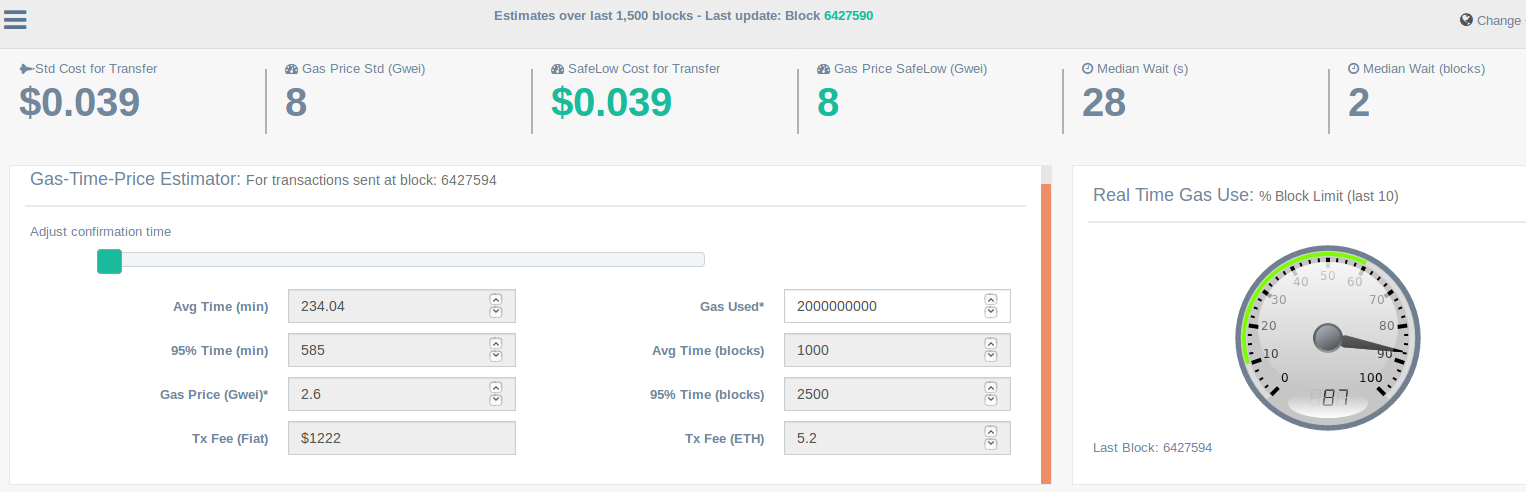 Estimates over last 1,500 blocks - Last update: Block 6427590
Change
Std Cost for Transfer
$0.039
Gas Price Std (Gwei)
8
SafeLow Cost for Transfer
$0.039
Gas Price SafeLow (Gwei)
8
Median Wait (s)
28
Median Wait (blocks)
2
Gas-Time-Price Estimator: For transactions sent at block: 6427594
Adjust confirmation time
Avg Time (min) 234.04
Gas Used* 2000000000
95% Time (min) 585
Avg Time (blocks) 1000
Gas Price (Gwei)* 2.6
95% Time (blocks) 2500
Tx Fee (Fiat) $1222
Tx Fee (ETH) 5.2
Real Time Gas Use: % Block Limit (last 10)
0
10
20
30
40
50
60
70
80
90
100
87
Last Block: 6427594